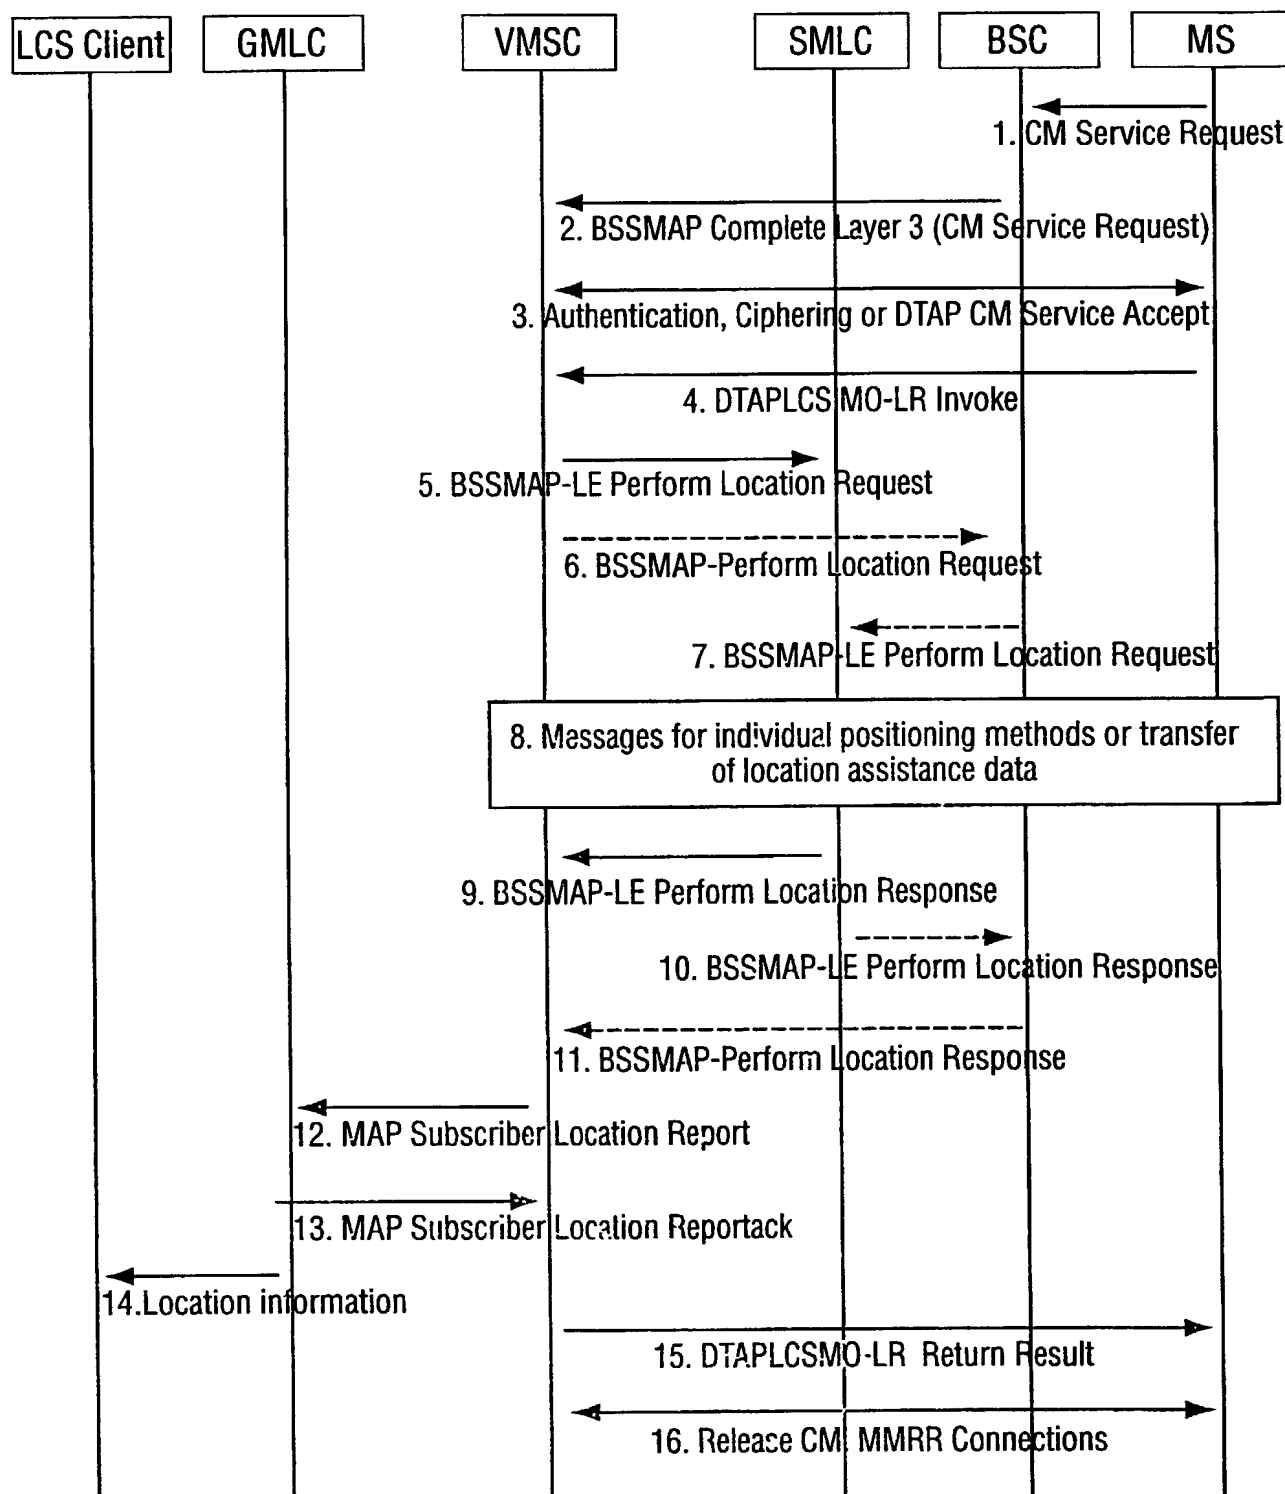 LCS Client
GMLC
VMSC
SMLC
BSC
MS
1. CM Service Request
2. BSSMAP Complete Layer 3 (CM Service Request)
3. Authentication, Ciphering or DTAP CM Service Accept
4. DTAPLCS MO-LR Invoke
5. BSSMAP-LE Perform Location Request
6. BSSMAP-Perform Location Request
7. BSSMAP-LE Perform Location Request
8. Messages for individual positioning methods or transfer
of location assistance data
9. BSSMAP-LE Perform Location Response
10. BSSMAP-LE Perform Location Response
11. BSSMAP-Perform Location Response
12. MAP Subscriber Location Report
13. MAP Subscriber Location Reportack
14.Location information
15. DTAPLCSMO-LR Return Result
16. Release CM MMRR Connections